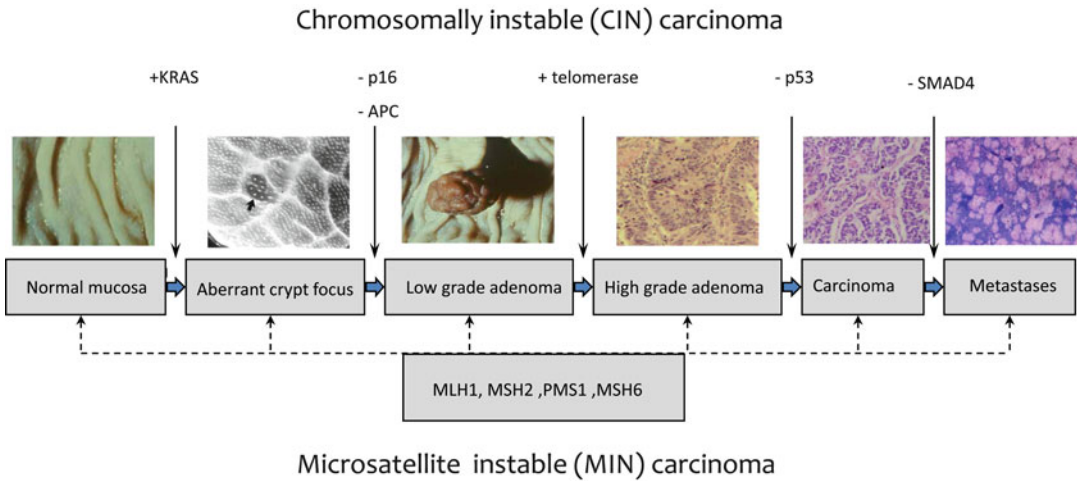 Chromosomally instable (CIN) carcinoma
+KRAS
- p16
- APC
+ telomerase
- p53
- SMAD4
Normal mucosa
Aberrant crypt focus
Low grade adenoma
High grade adenoma
Carcinoma
Metastases
MLH1, MSH2 ,PMS1 ,MSH6
Microsatellite instable (MIN) carcinoma